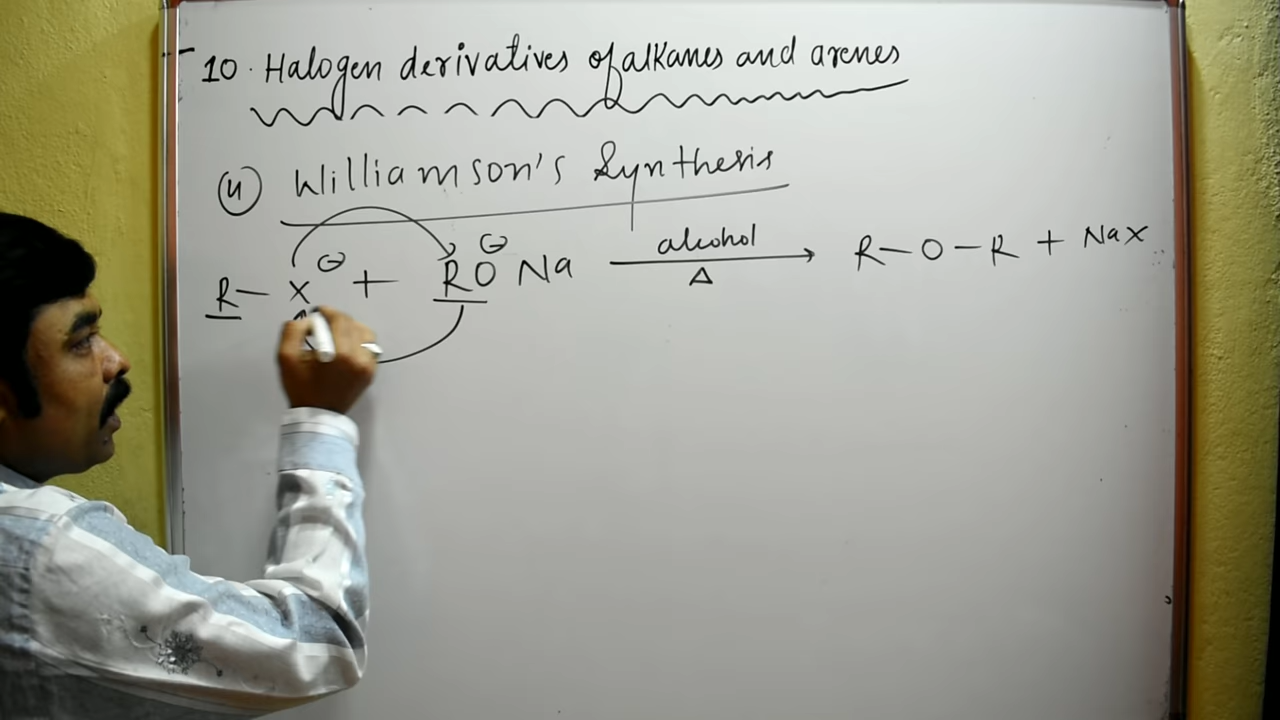 10. Halogen derivatives of alkanes and arenes
(4) Williamson's Synthesis
R – X ⊖ + RO⊖ Na alcohol → Δ R – O – R + NaX